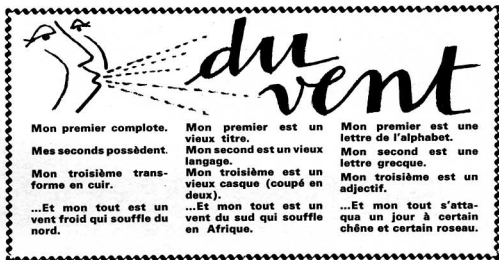 du
vent
Mon premier complote.
Mes seconds possèdent.
Mon troisième trans-
forme en cuir.
...Et mon tout est un
vent froid qui souffle du
nord.
Mon premier est un
vieux titre.
Mon second est un vieux
langage.
Mon troisième est un
vieux casque (coupé en
deux).
...Et mon tout est un
vent du sud qui souffle
en Afrique.
Mon premier est une
lettre de l'alphabet.
Mon second est une
lettre grecque.
Mon troisième est un
adjectif.
...Et mon tout s'atta-
qua un jour à certain
chêne et certain roseau.